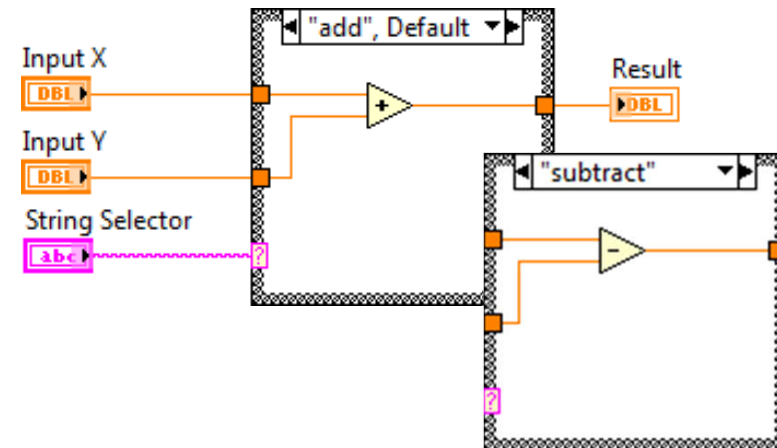 "add", Default
Input X
DBL
+
Result
DBL
Input Y
DBL
"subtract"
String Selector
abc
?
-
?